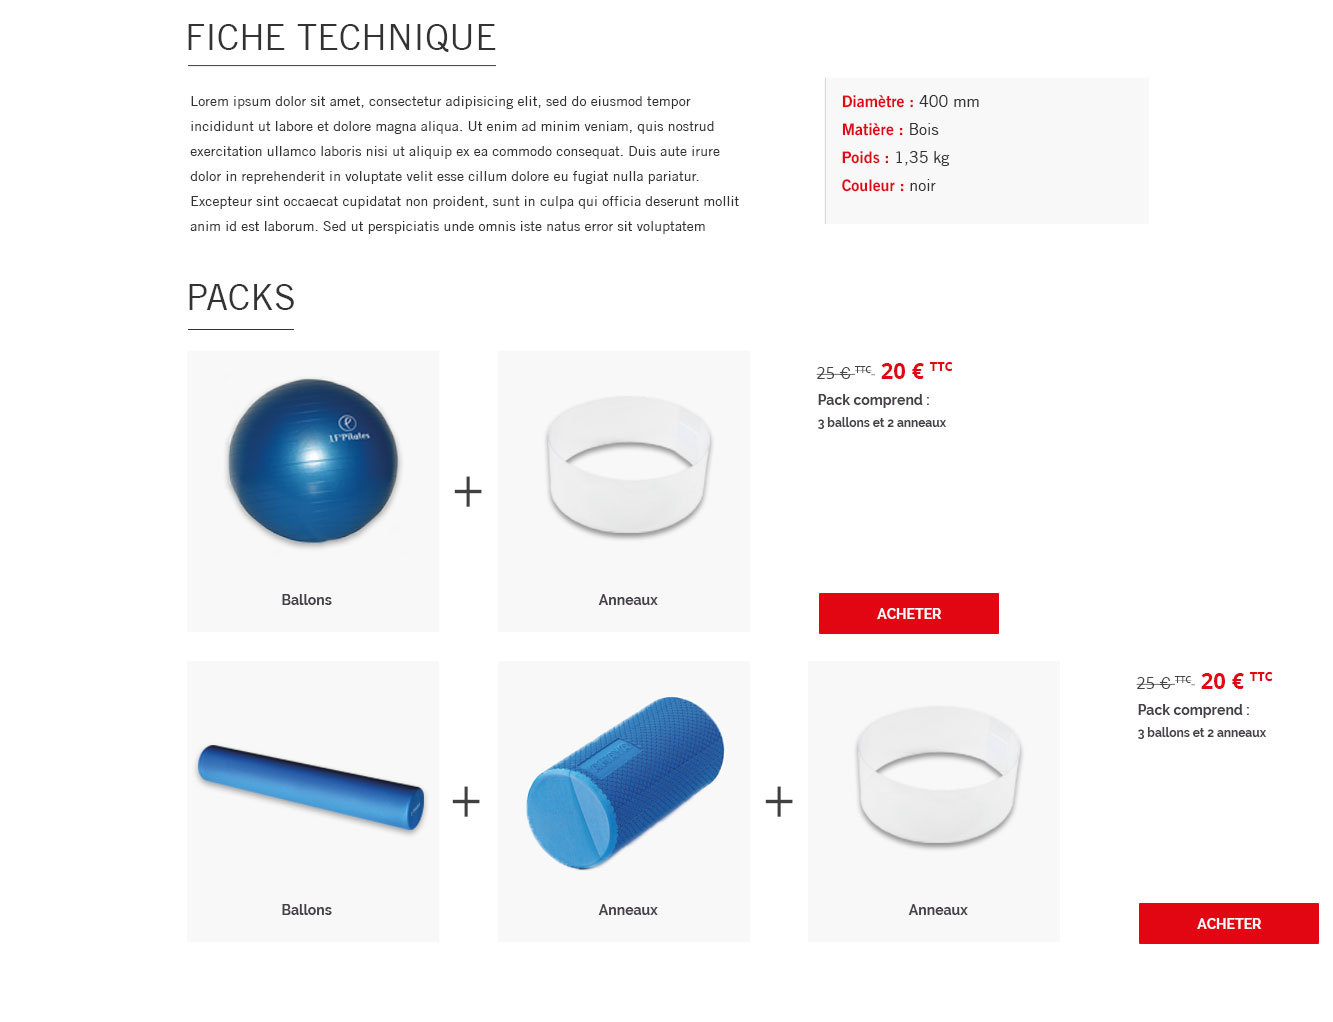 FICHE TECHNIQUE
Lorem ipsum dolor sit amet, consectetur adipisicing elit, sed do eiusmod tempor
incididunt ut labore et dolore magna aliqua. Ut enim ad minim veniam, quis nostrud
exercitation ullamco laboris nisi ut aliquip ex ea commodo consequat. Duis aute irure
dolor in reprehenderit in voluptate velit esse cillum dolore eu fugiat nulla pariatur.
Excepteur sint occaecat cupidatat non proident, sunt in culpa qui officia deserunt mollit
anim id est laborum. Sed ut perspiciatis unde omnis iste natus error sit voluptatem
Diamètre : 400 mm
Matière : Bois
Poids : 1,35 kg
Couleur : noir
PACKS
LF'Pilates
+
Ballons
Anneaux
25 € TTC 20 € TTC
Pack comprend :
3 ballons et 2 anneaux
ACHETER
+
+
Ballons
Anneaux
Anneaux
25 € TTC 20 € TTC
Pack comprend :
3 ballons et 2 anneaux
ACHETER